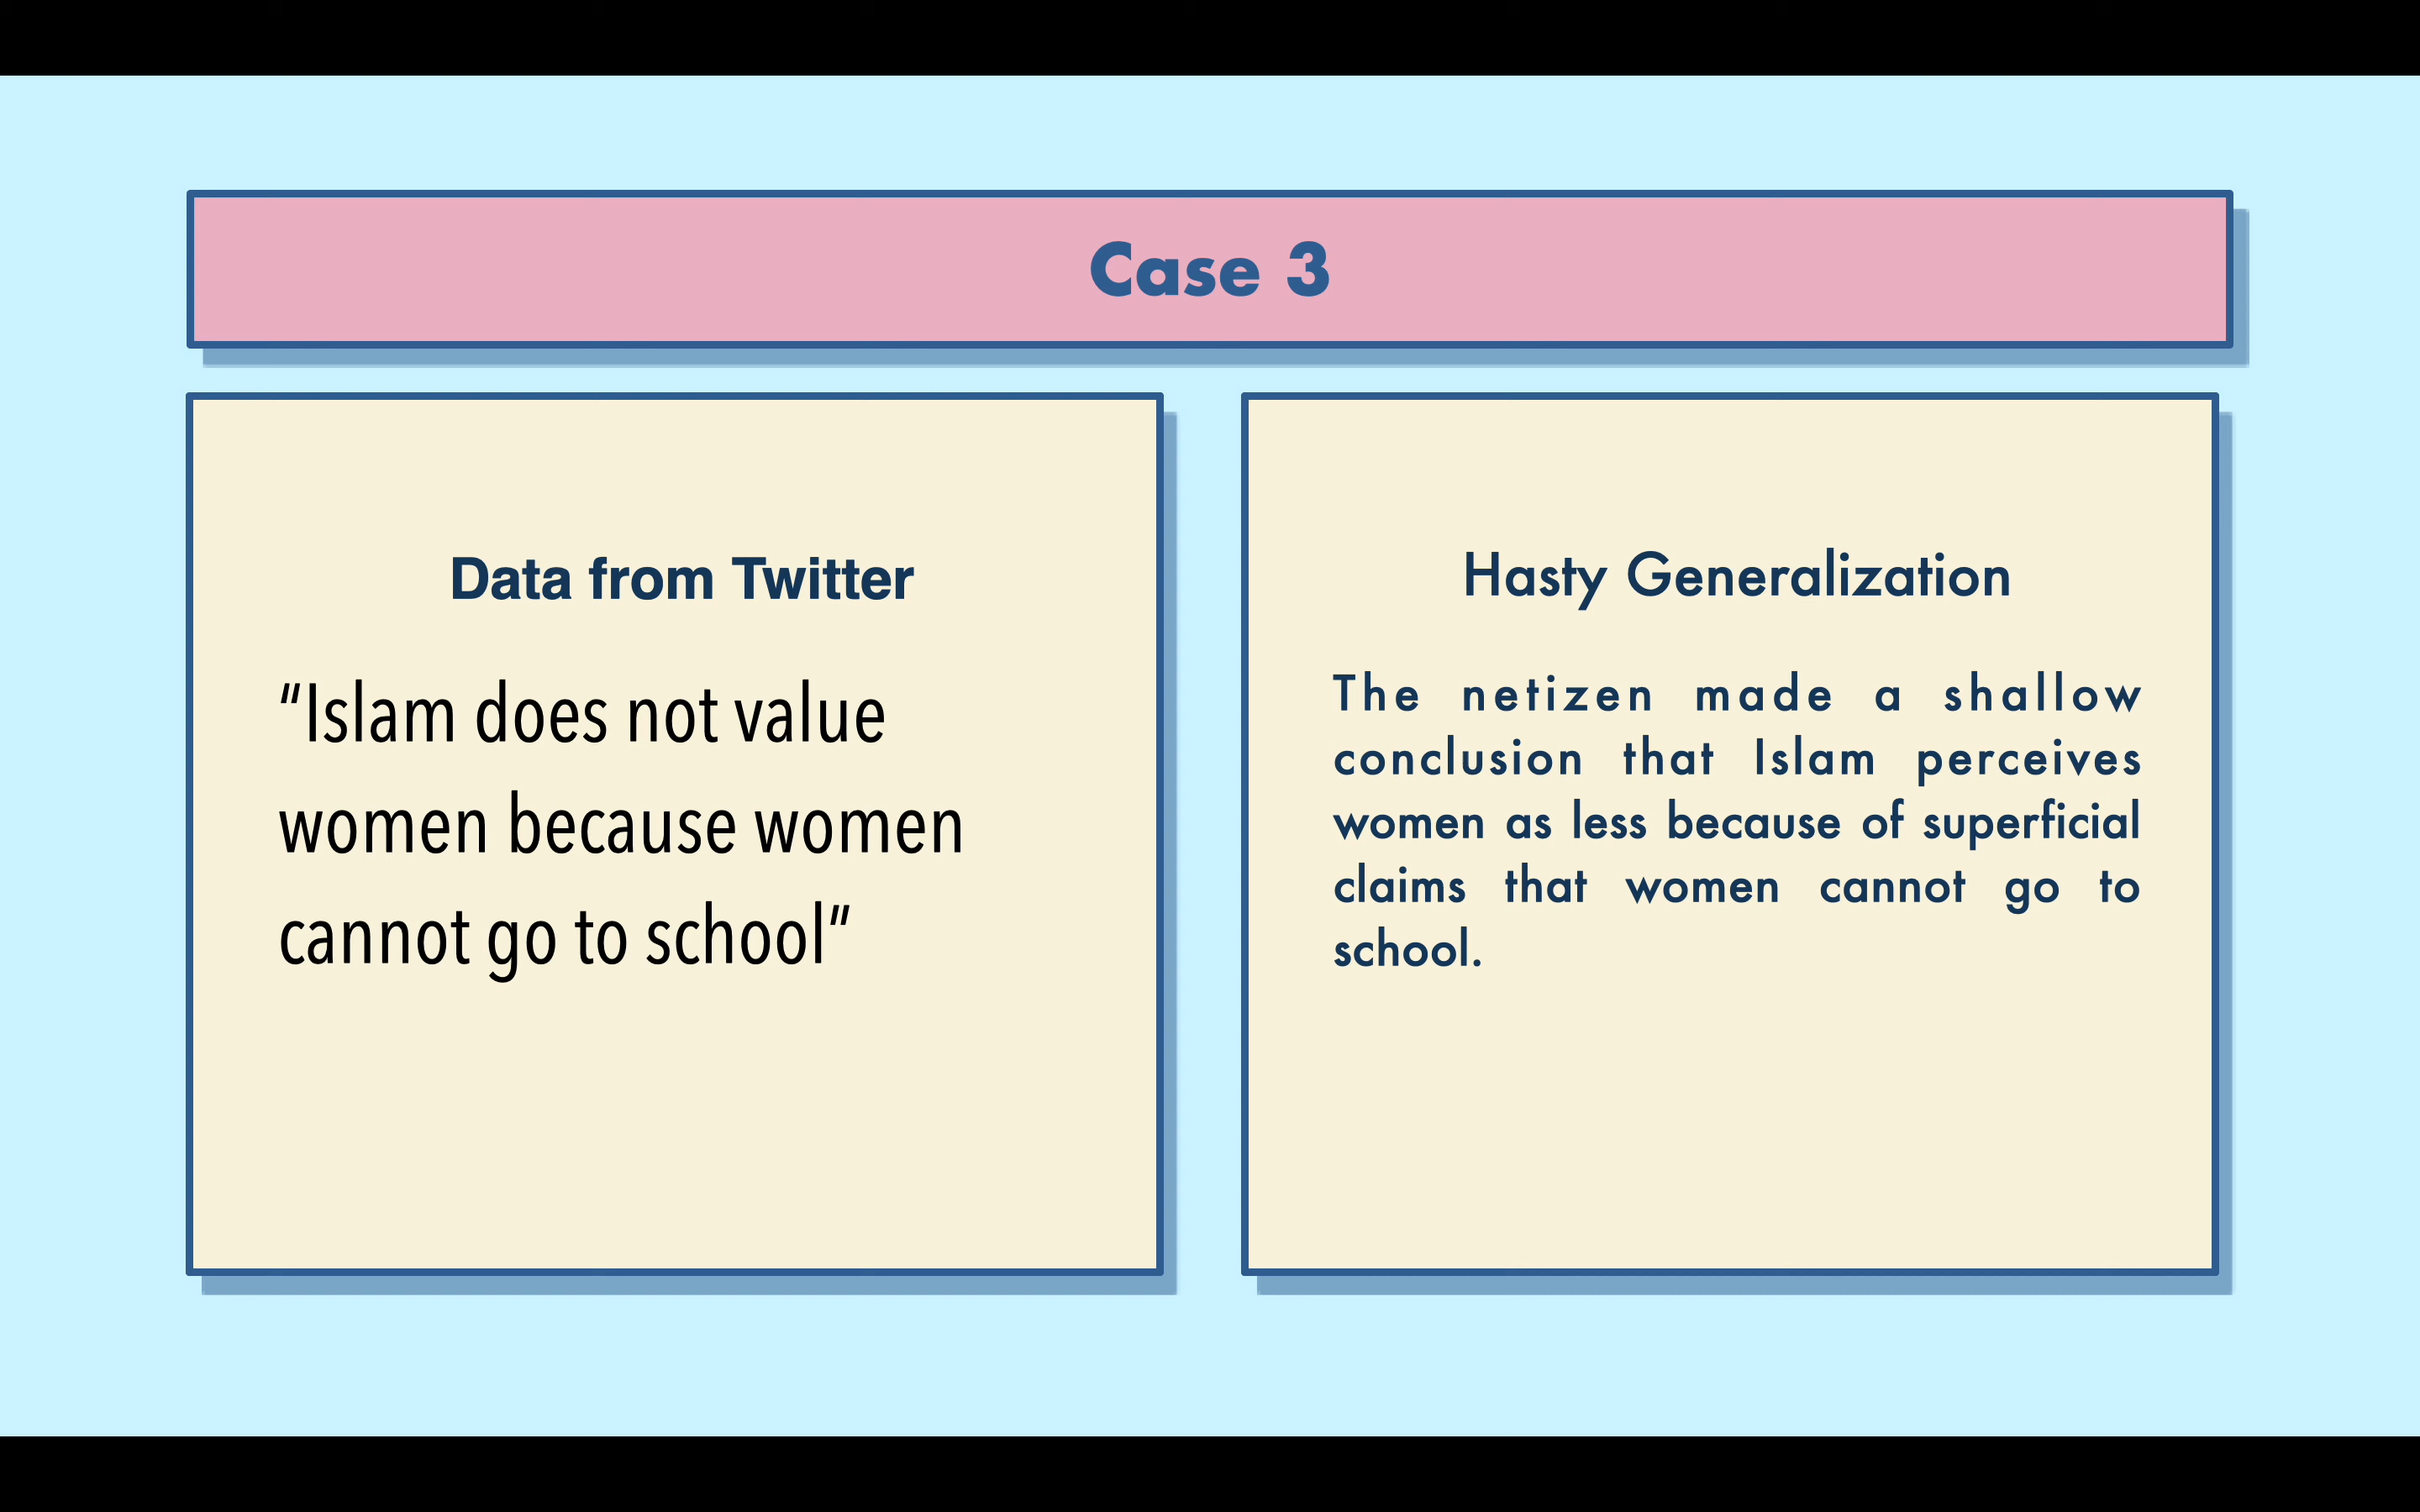 Case 3
Data from Twitter
“Islam does not value
women because women
cannot go to school”
Hasty Generalization
The netizen made a shallow
conclusion that Islam perceives
women as less because of superficial
claims that women cannot go to
school.